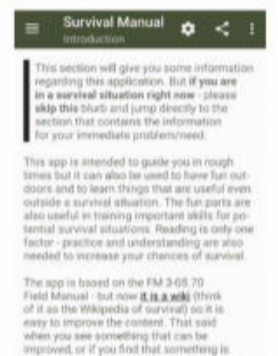 Survival Manual
Introduction
This section will give you some information
regarding this application. But if you are
in a survival situation right now - please
skip this blurb and jump directly to the
section that contains the information
for your immediate problem/need.
This app is intended to guide you in rough
times but it can also be used to have fun out-
doors and to learn things that are useful even
outside a survival situation. The fun parts are
also useful in training important skills for po-
tential survival situations. Reading is only one
factor - practice and understanding are also
needed to increase your chances of survival.
The app is based on the FM 3-05.70
Field Manual - but now it is a wiki (think
of it as the Wikipedia of survival) so it is
easy to improve the content. That said
when you see something that can be
improved, or if you find that something is